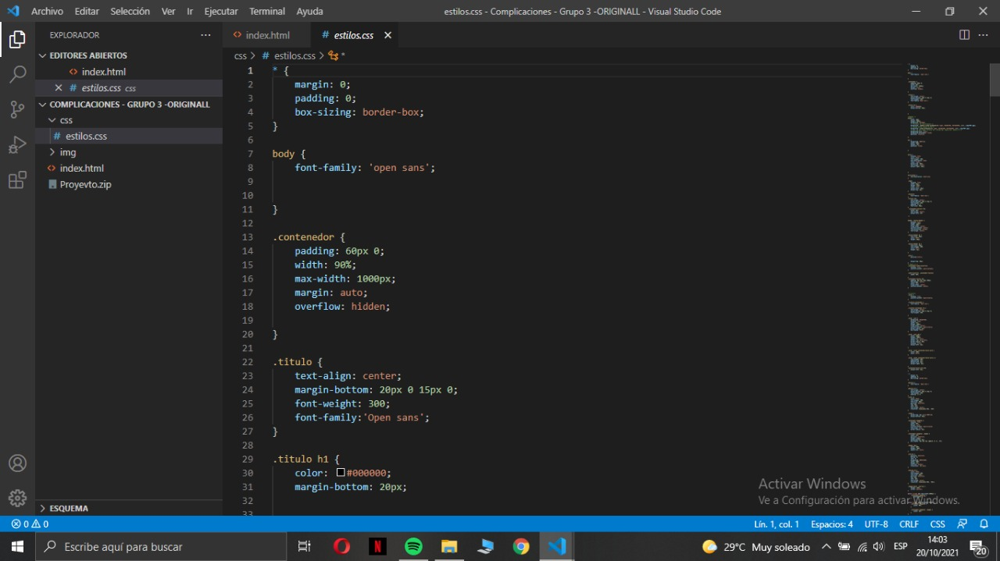 Archivo Editar Selección Ver Ir Ejecutar Terminal Ayuda estilos.css - Complicaciones - Grupo 3 -ORIGINALL - Visual Studio Code
EXPLORADOR
EDITORES ABIERTOS
index.html
estilos.css css
COMPLICACIONES - GRUPO 3 -ORIGINALL
css
estilos.css
img
index.html
Proyevto.zip
ESQUEMA
index.html estilos.css
css > estilos.css > *
1 * {
2 margin: 0;
3 padding: 0;
4 box-sizing: border-box;
5 }
6
7 body {
8 font-family: 'open sans';
9
10
11 }
12
13 .contenedor {
14 padding: 60px 0;
15 width: 90%;
16 max-width: 1000px;
17 margin: auto;
18 overflow: hidden;
19
20 }
21
22 .titulo {
23 text-align: center;
24 margin-bottom: 20px 0 15px 0;
25 font-weight: 300;
26 font-family:'Open sans';
27 }
28
29 .titulo h1 {
30 color: #000000;
31 margin-bottom: 20px;
32
33
Activar Windows
Ve a Configuración para activar Windows.
0 0 Lín. 1, col. 1 Espacios: 4 UTF-8 CRLF CSS
Escribe aquí para buscar
29°C Muy soleado ESP 14:03
20/10/2021 20